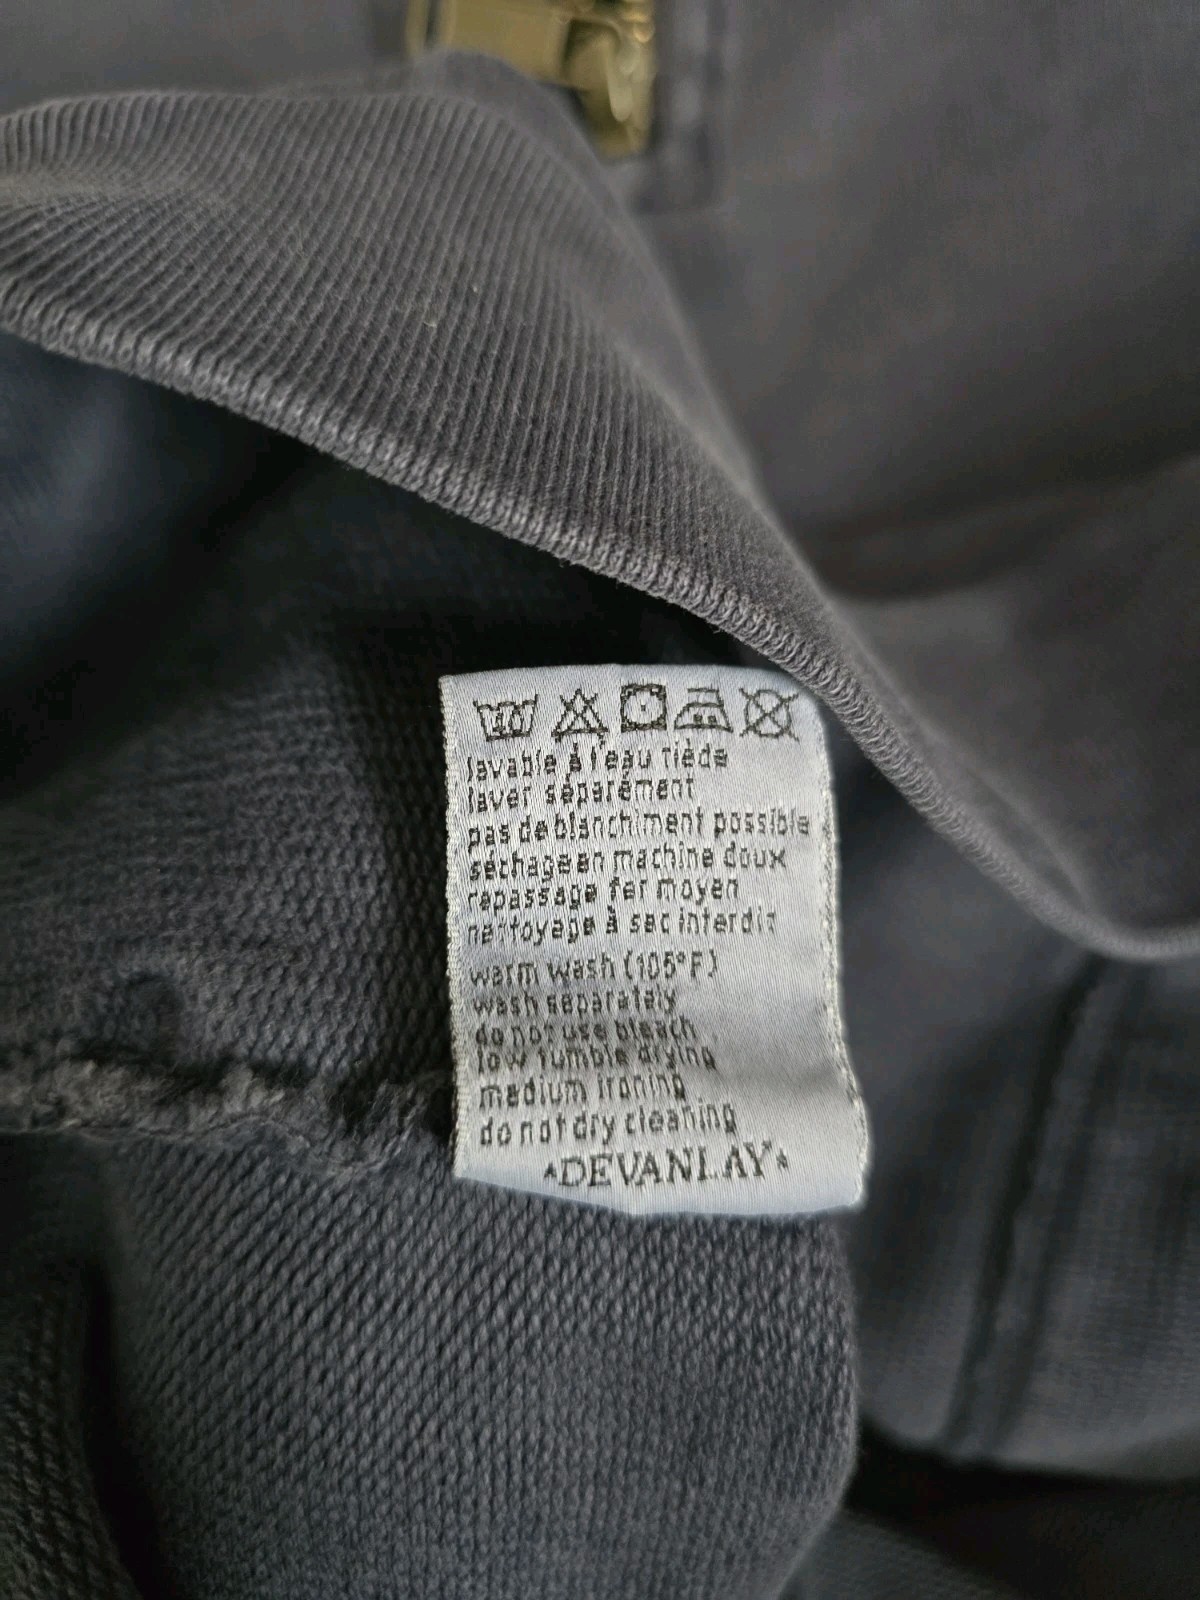 40
lavable à l'eau tiède
laver séparément
pas de blanchiment possible
séchage en machine doux
repassage fer moyen
nettoyage à sec interdit
warm wash (105°F)
wash separately
do not use bleach
low tumble drying
medium ironing
do not dry cleaning
DEVANLAY